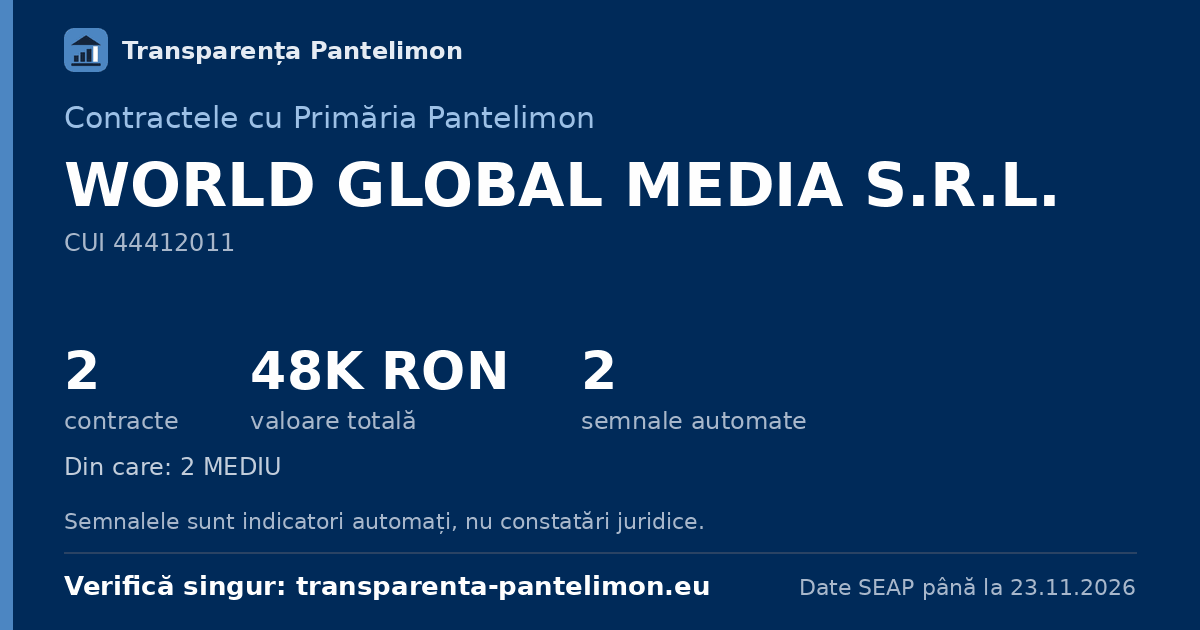 Transparența Pantelimon
Contractele cu Primăria Pantelimon
WORLD GLOBAL MEDIA S.R.L.
CUI 44412011
2 48K RON 2
contracte valoare totală semnale automate
Din care: 2 MEDIU
Semnalele sunt indicatori automați, nu constatări juridice.
Verifică singur: transparenta-pantelimon.eu Date SEAP până la 23.11.2026